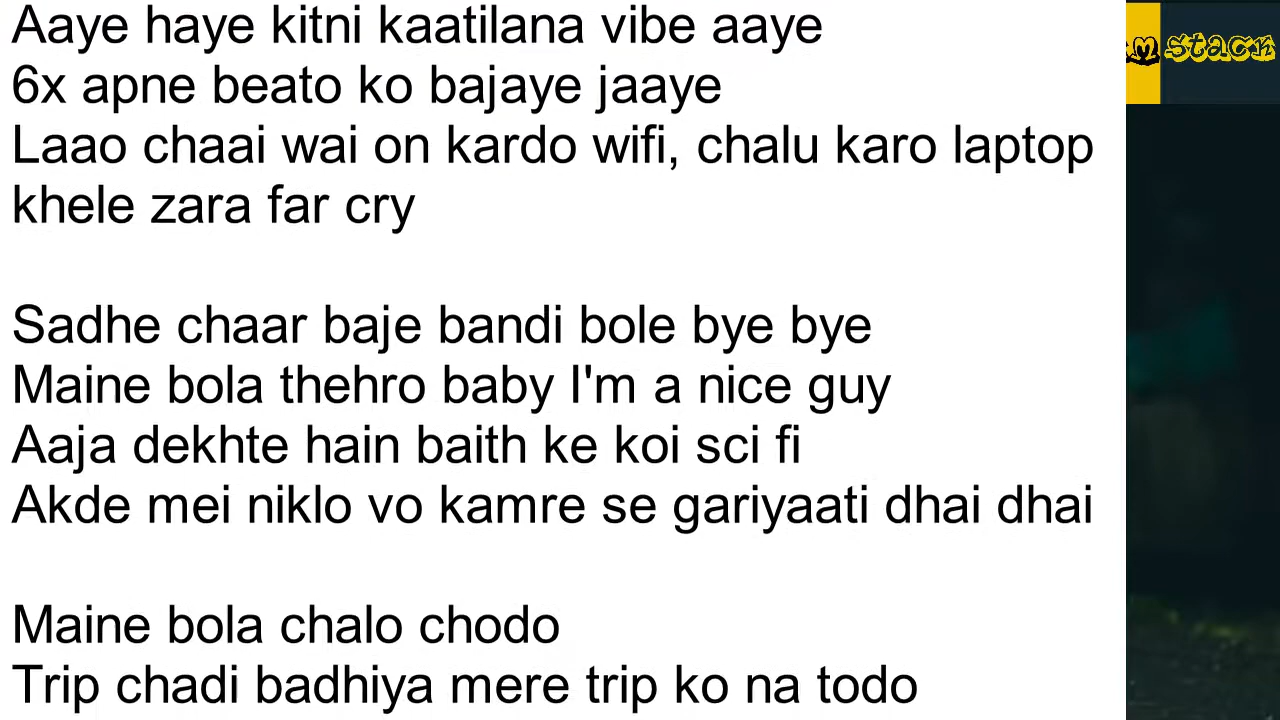 Aaye haye kitni kaatilana vibe aaye
6x apne beato ko bajaye jaaye
Laao chaai wai on kardo wifi, chalu karo laptop
khele zara far cry
Sadhe chaar baje bandi bole bye bye
Maine bola thehro baby I'm a nice guy
Aaja dekhte hain baith ke koi sci fi
Akde mei niklo vo kamre se gariyaati dhai dhai
Maine bola chalo chodo
Trip chadi badhiya mere trip ko na todo
stack